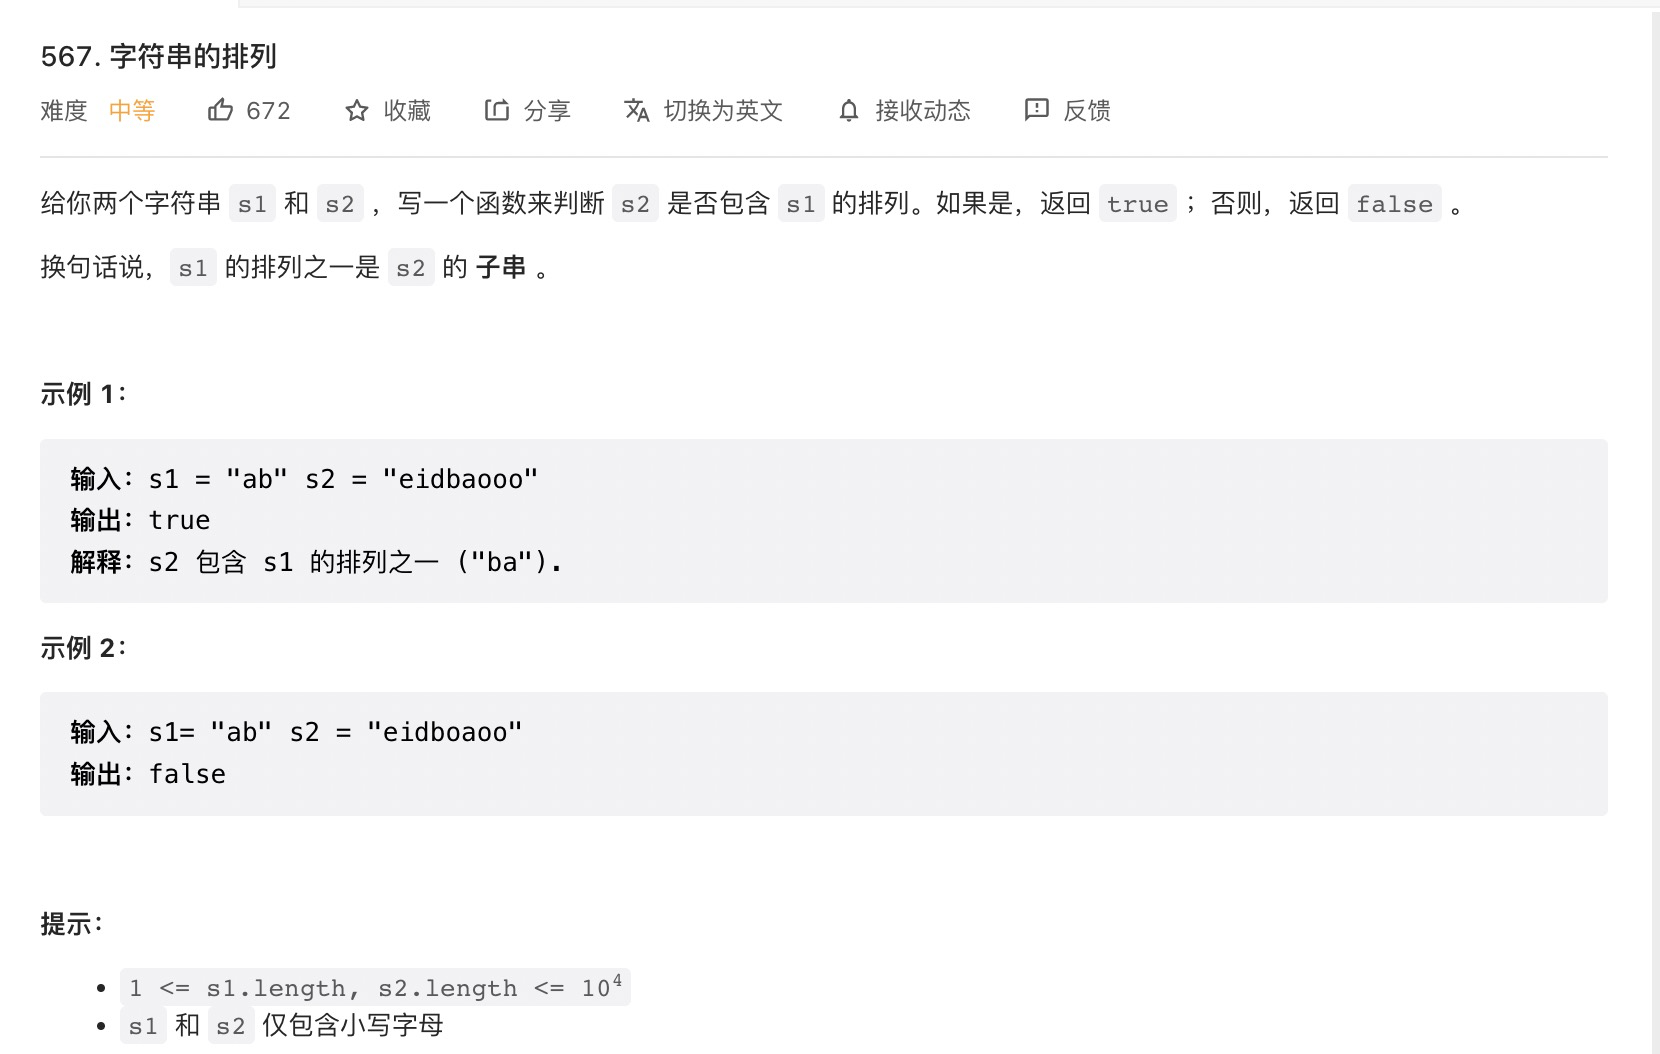 567. 字符串的排列
难度 中等 672 收藏 分享 切换为英文 接收动态 反馈
给你两个字符串 s1 和 s2 ，写一个函数来判断 s2 是否包含 s1 的排列。如果是，返回 true ；否则，返回 false 。
换句话说，s1 的排列之一是 s2 的 子串 。
示例 1：
输入：s1 = "ab" s2 = "eidbaooo"
输出：true
解释：s2 包含 s1 的排列之一 ("ba").
示例 2：
输入：s1= "ab" s2 = "eidboaoo"
输出：false
提示：
• 1 <= s1.length, s2.length <= 10⁴
• s1 和 s2 仅包含小写字母